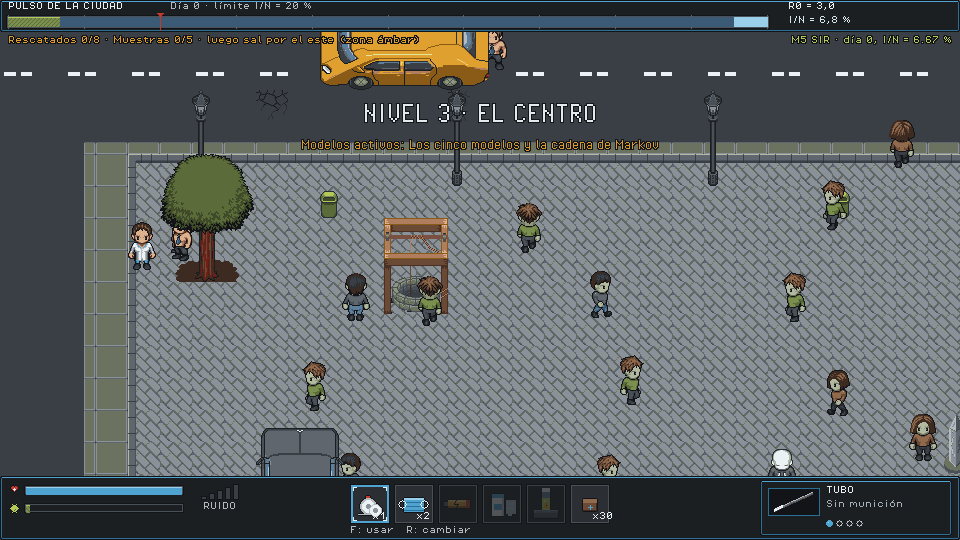 PULSO DE LA CIUDAD
Día 0 · límite I/N = 20 %
R0 = 3,0
I/N = 6,8 %
Rescatados 0/8 · Muestras 0/5 · luego sal por el este (zona ámbar)
M5 SIR · día 0, I/N = 6.67 %
NIVEL 3 · EL CENTRO
Modelos activos: Los cinco modelos y la cadena de Markov
RUIDO
x1
x2
x30
F: usar R: cambiar
TUBO
Sin munición